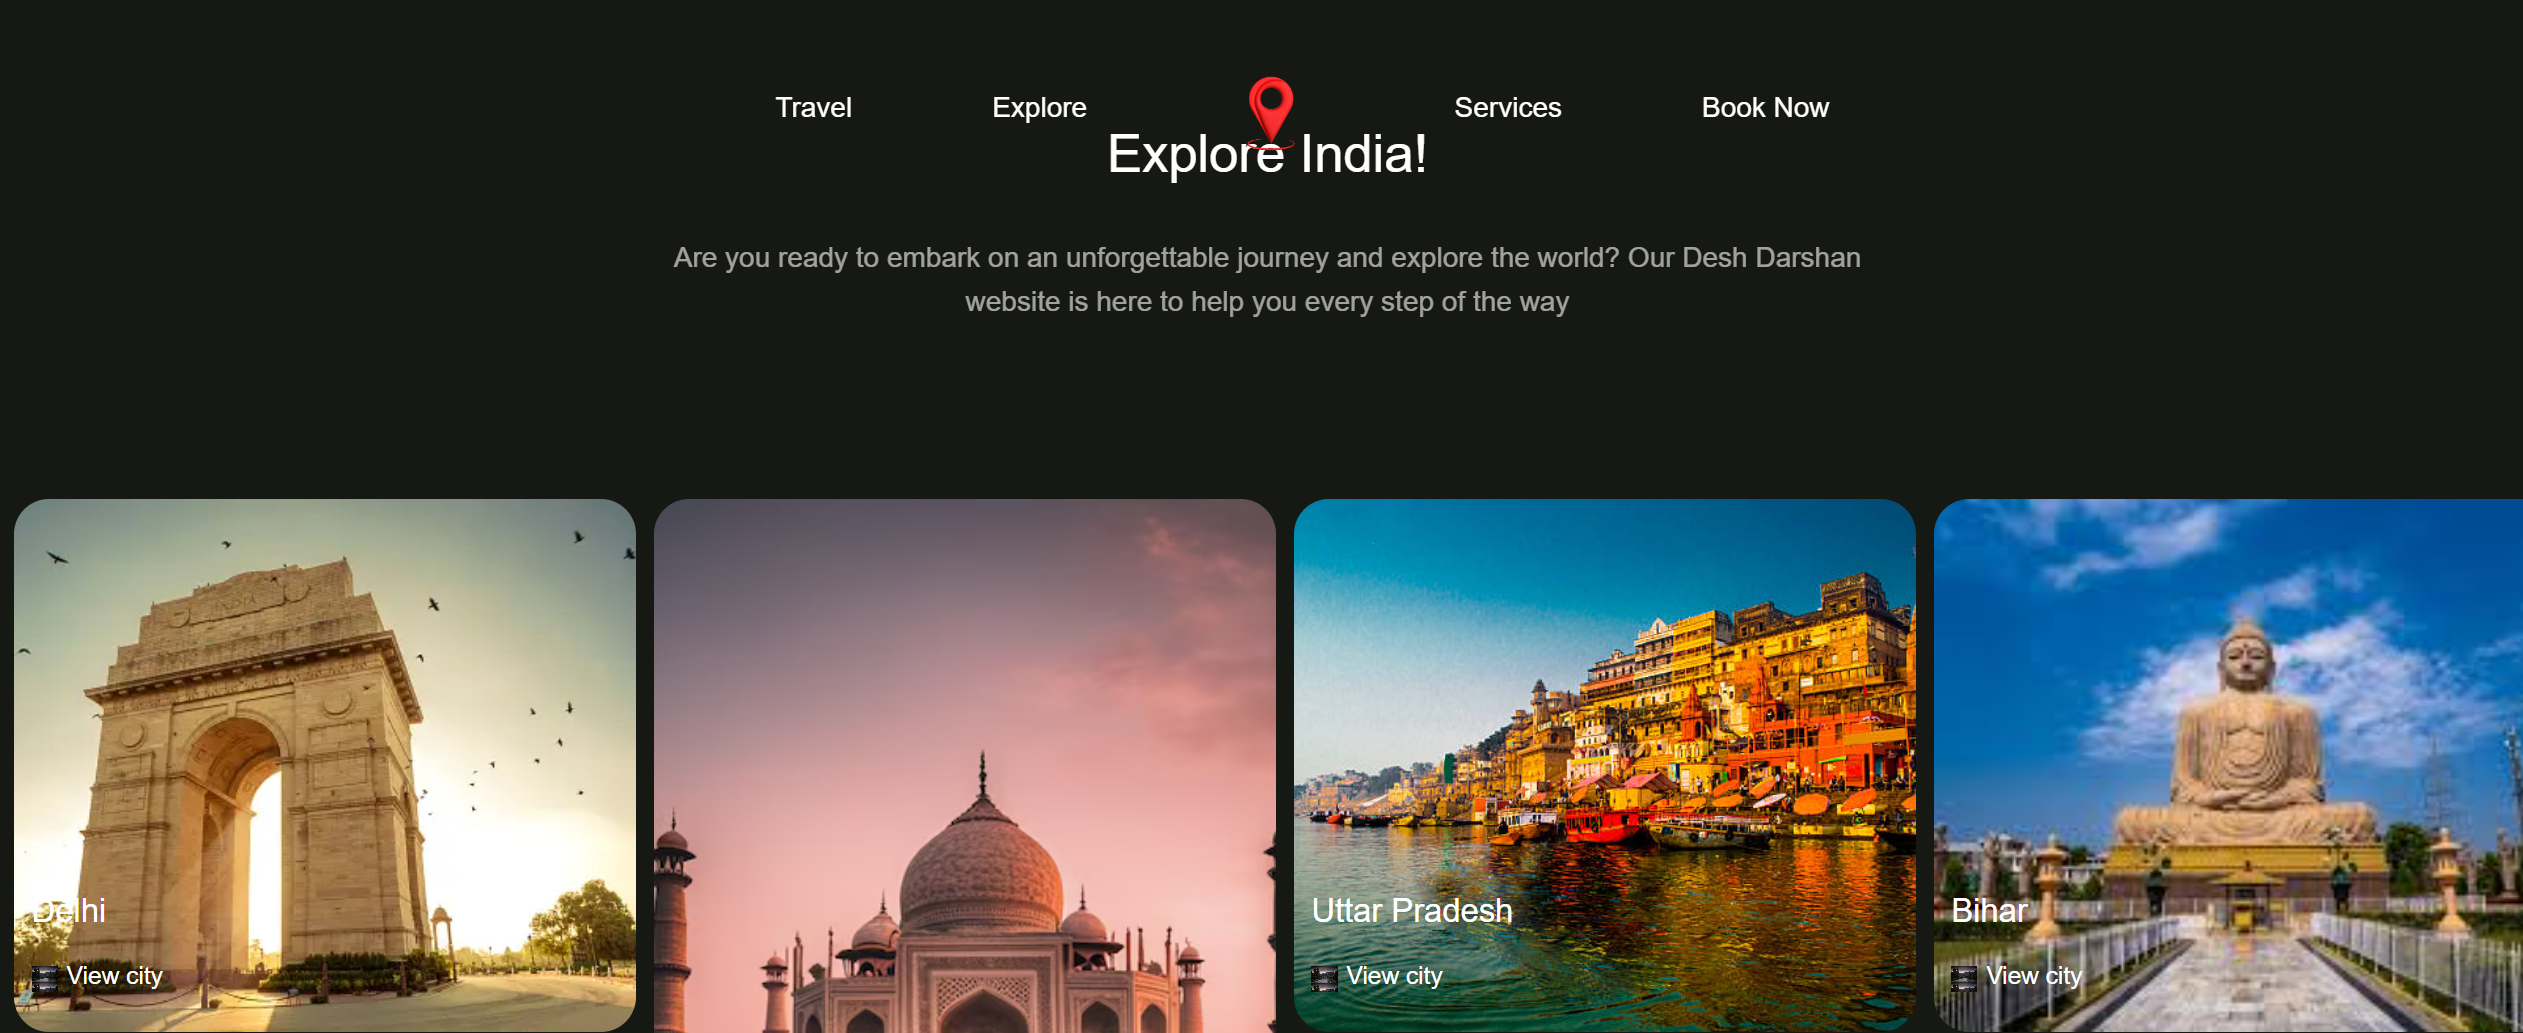 Travel
Explore
Services
Book Now
Explore India!
Are you ready to embark on an unforgettable journey and explore the world? Our Desh Darshan
website is here to help you every step of the way
INDIA
Delhi
View city
Uttar Pradesh
View city
Bihar
View city